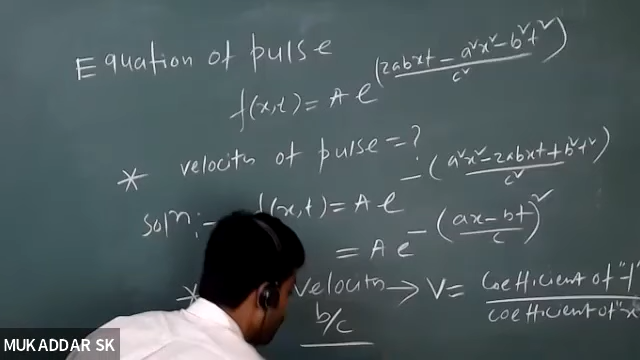 Equation of pulse
f(x,t) = A e^(2abxt - a²x² - b²t²)/c²
* velocity of pulse = ?
Soln:- f(x,t) = A e^-(a²x² - 2abxt + b²t²)/c²
= A e^-((ax - bt)/c)²
* velocity → V = coefficient of "t" / coefficient of "x"
b/c
MUKADDAR SK